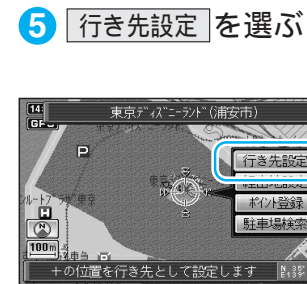 5 行き先設定 を選ぶ
東京ディズニーランド(浦安市)
GPS
P
行き先設定
ポイント登録
駐車場検索
H
100m
+の位置を行き先として設定します